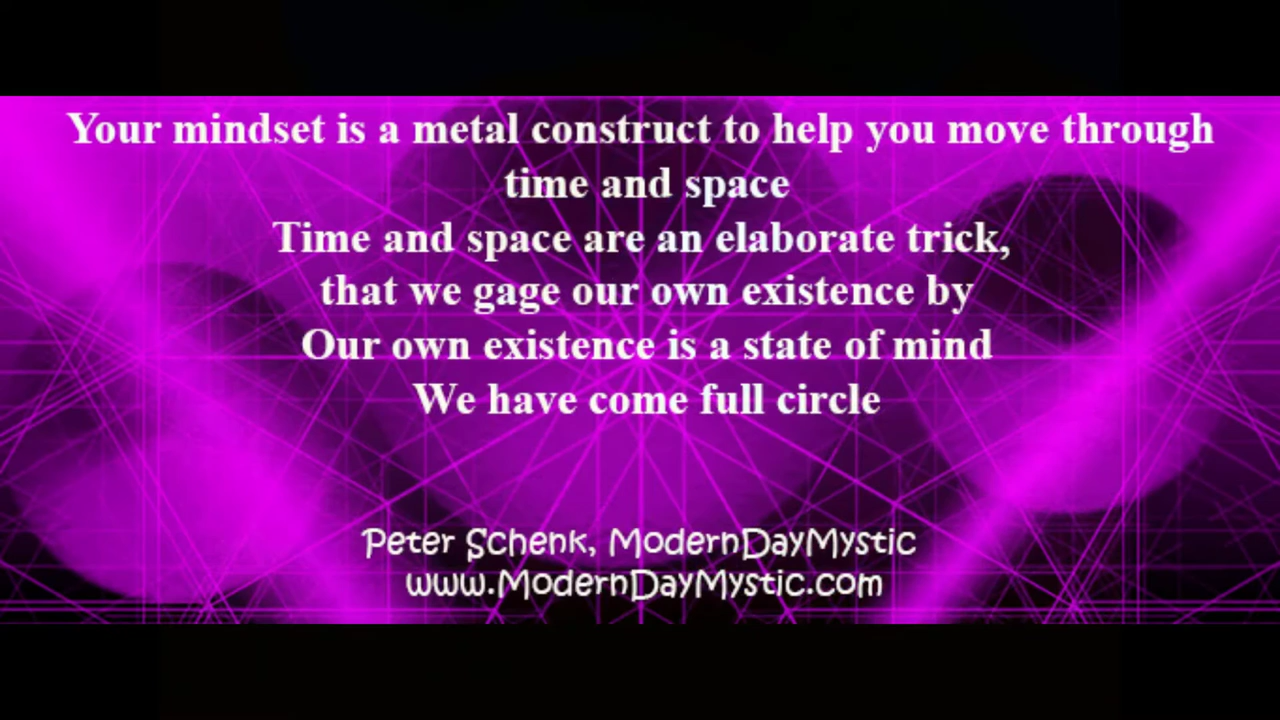 Your mindset is a metal construct to help you move through
time and space
Time and space are an elaborate trick,
that we gage our own existence by
Our own existence is a state of mind
We have come full circle
Peter Schenk, ModernDayMystic
www.ModernDayMystic.com